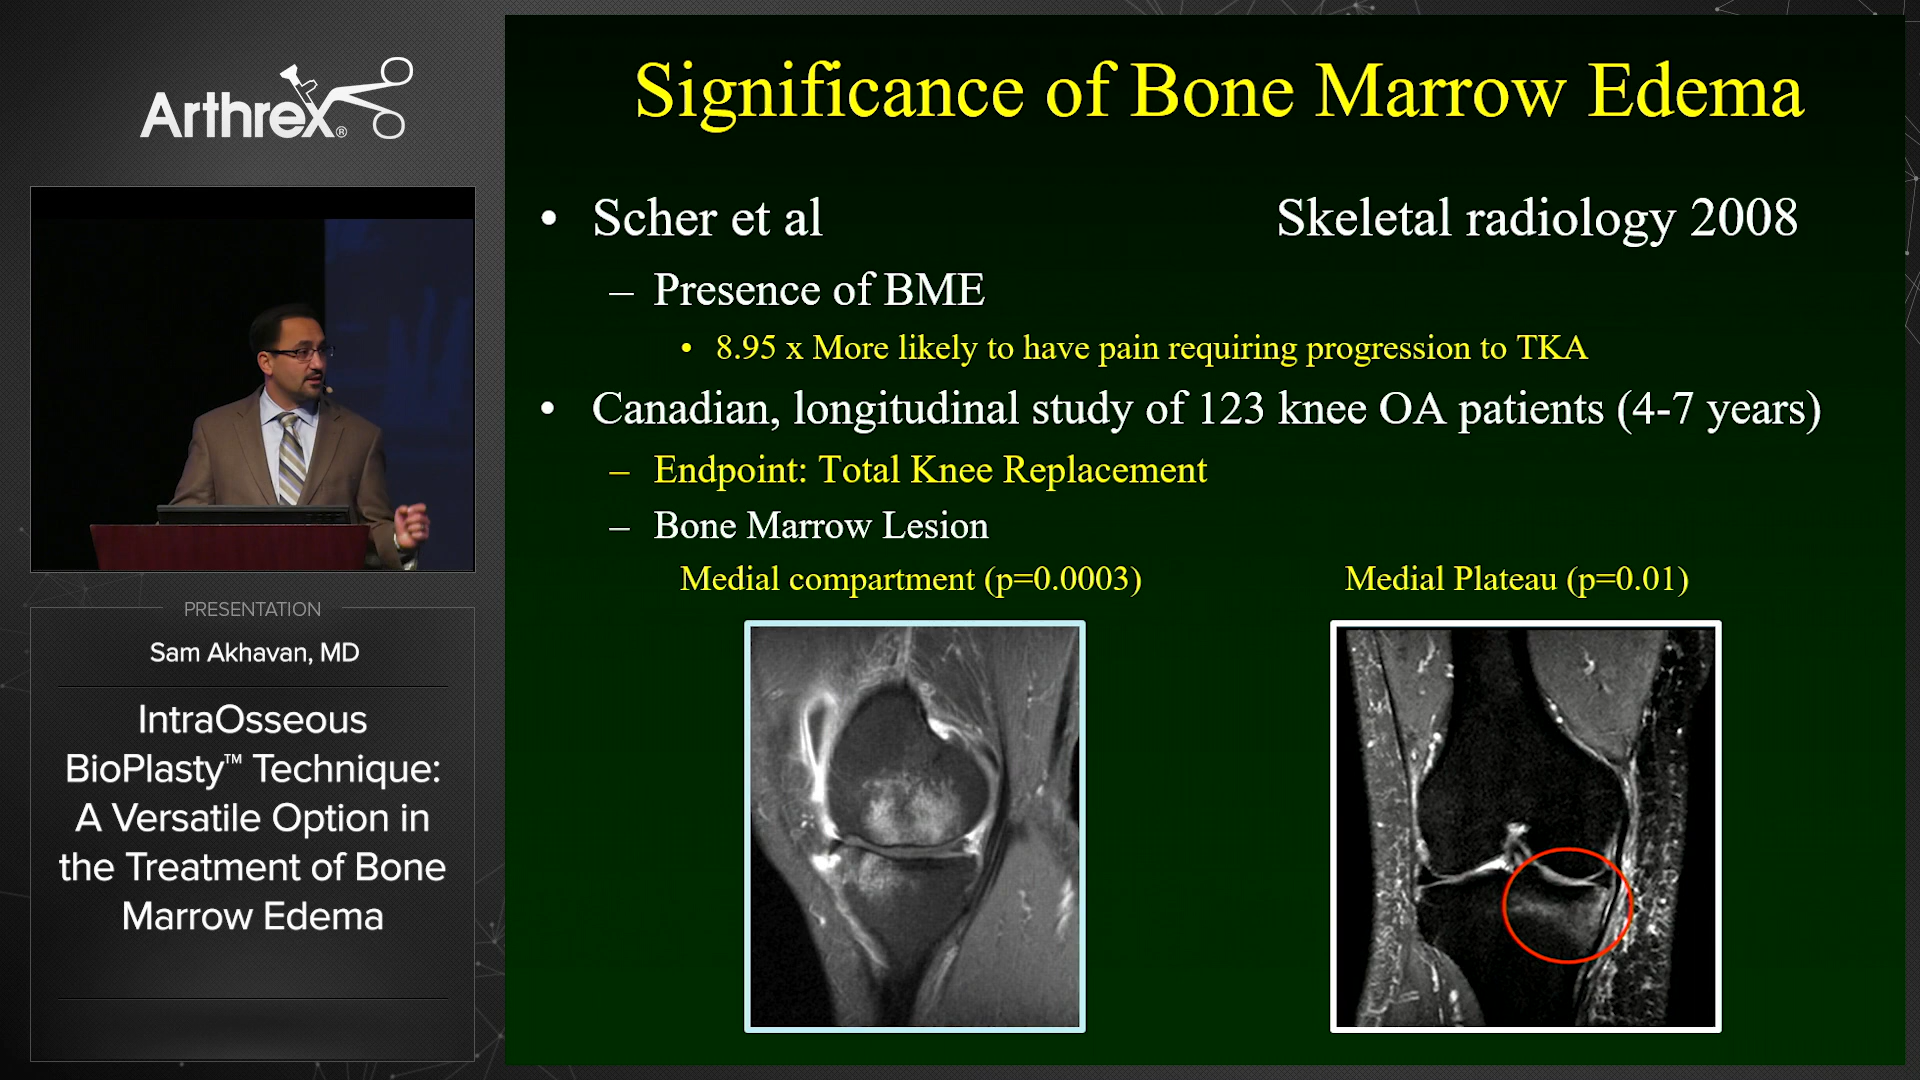 Arthrex®
PRESENTATION
Sam Akhavan, MD
IntraOsseous
BioPlasty™ Technique:
A Versatile Option in
the Treatment of Bone
Marrow Edema
Significance of Bone Marrow Edema
• Scher et al Skeletal radiology 2008
– Presence of BME
• 8.95 x More likely to have pain requiring progression to TKA
• Canadian, longitudinal study of 123 knee OA patients (4-7 years)
– Endpoint: Total Knee Replacement
– Bone Marrow Lesion
Medial compartment (p=0.0003) Medial Plateau (p=0.01)